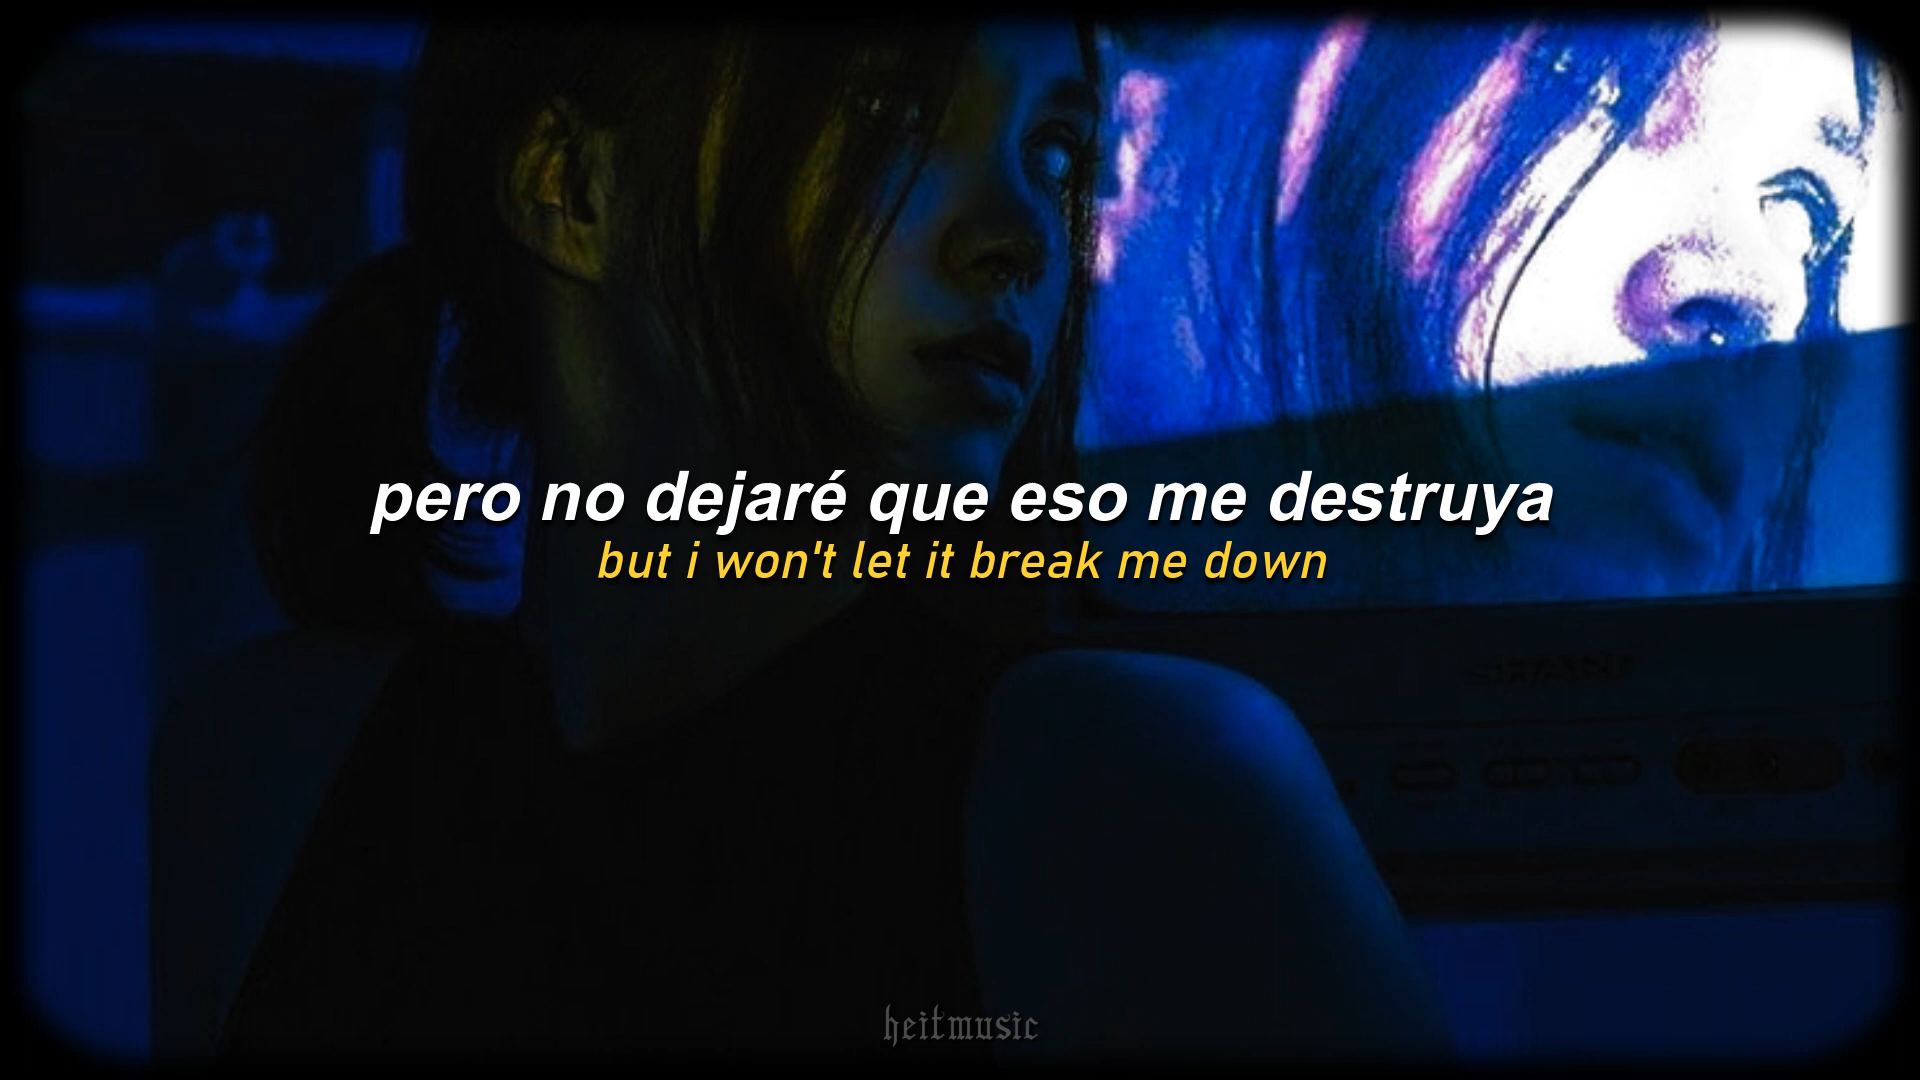 pero no dejaré que eso me destruya
but i won't let it break me down
heitmusic